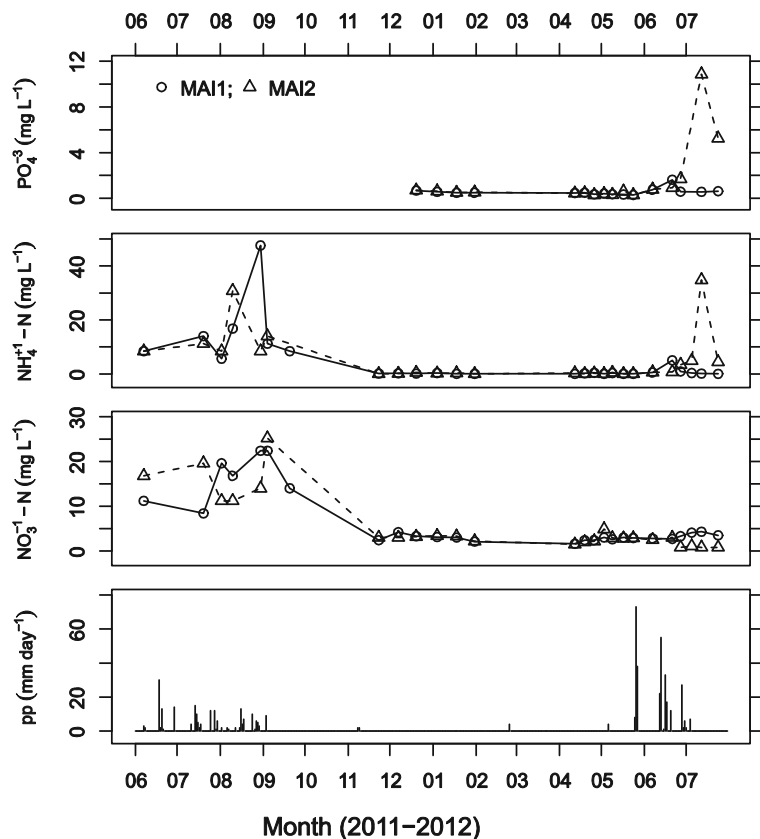 06 07 08 09 10 11 12 01 02 03 04 05 06 07
PO₄⁻³ (mg L⁻¹)
12
8
4
0
MAI1; MAI2
NH₄⁺¹−N (mg L⁻¹)
40
20
0
NO₃⁻¹−N (mg L⁻¹)
30
20
10
0
pp (mm day⁻¹)
60
20
0
06 07 08 09 10 11 12 01 02 03 04 05 06 07
Month (2011−2012)